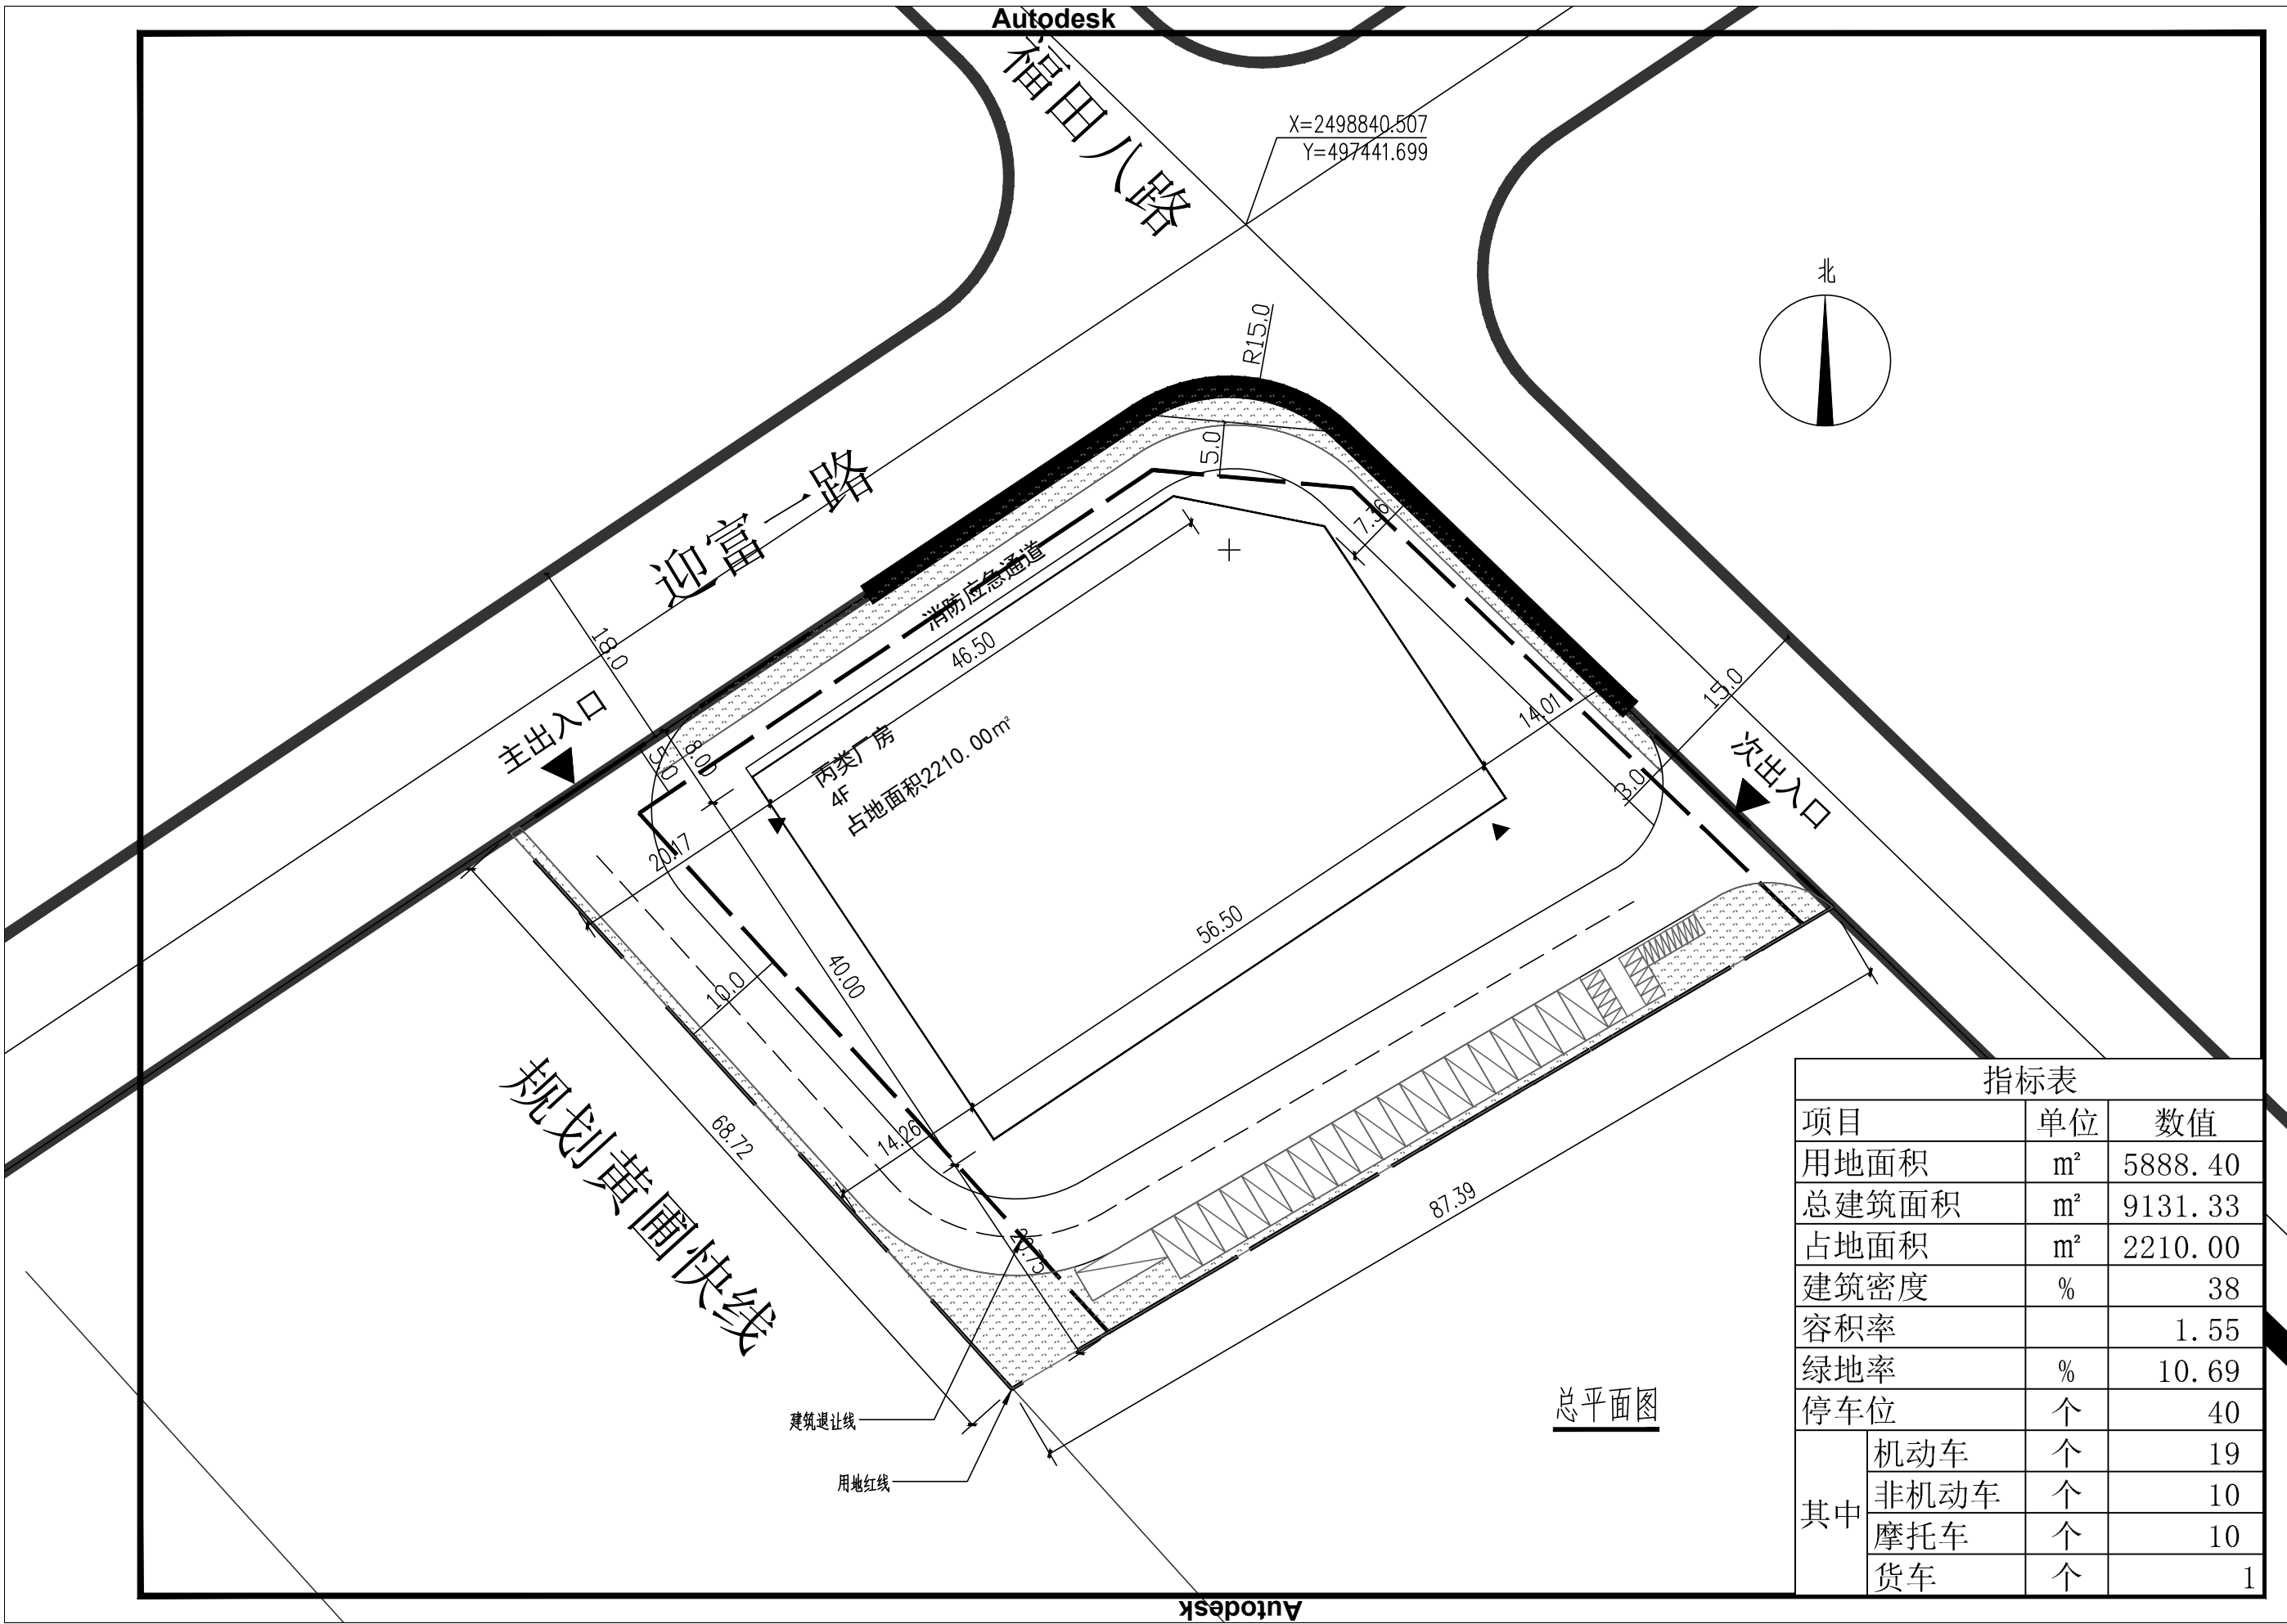 Autodesk
福田八路
X=2498840.507
Y=497441.699
北
R15.0
5.0
7.36
迎富一路
消防应急通道
46.50
18.0
主出入口
5.0
8.00
丙类厂房
4F
占地面积2210.00m²
14.01
15.0
3.0
次出入口
20.17
56.50
40.00
10.0
规划黄圃快线
68.72
14.26
87.39
建筑退让线
用地红线
总平面图
指标表
项目 单位 数值
用地面积 m² 5888.40
总建筑面积 m² 9131.33
占地面积 m² 2210.00
建筑密度 % 38
容积率 1.55
绿地率 % 10.69
停车位 个 40
其中
机动车 个 19
非机动车 个 10
摩托车 个 10
货车 个 1
Autodesk